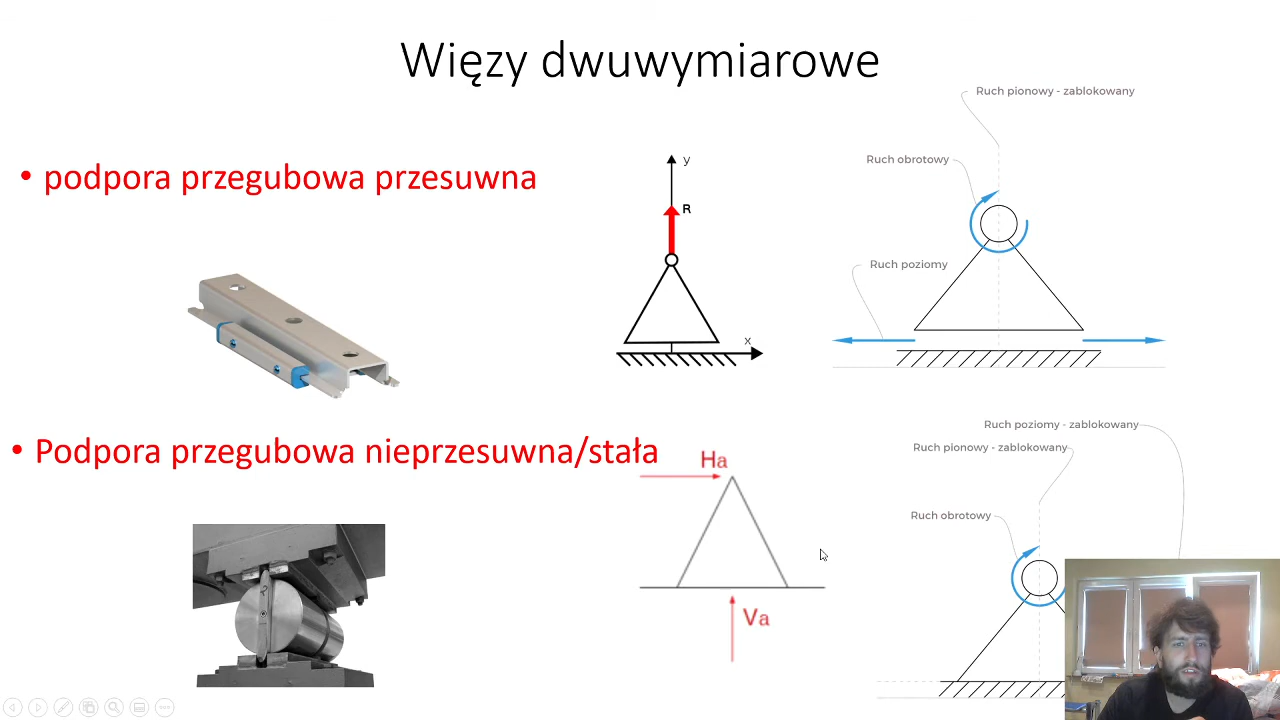 Więzy dwuwymiarowe
Ruch pionowy - zablokowany
• podpora przegubowa przesuwna
y
Ruch obrotowy
R
Ruch poziomy
x
• Podpora przegubowa nieprzesuwna/stała
Ha
Ruch poziomy - zablokowany
Ruch pionowy - zablokowany
Ruch obrotowy
Va